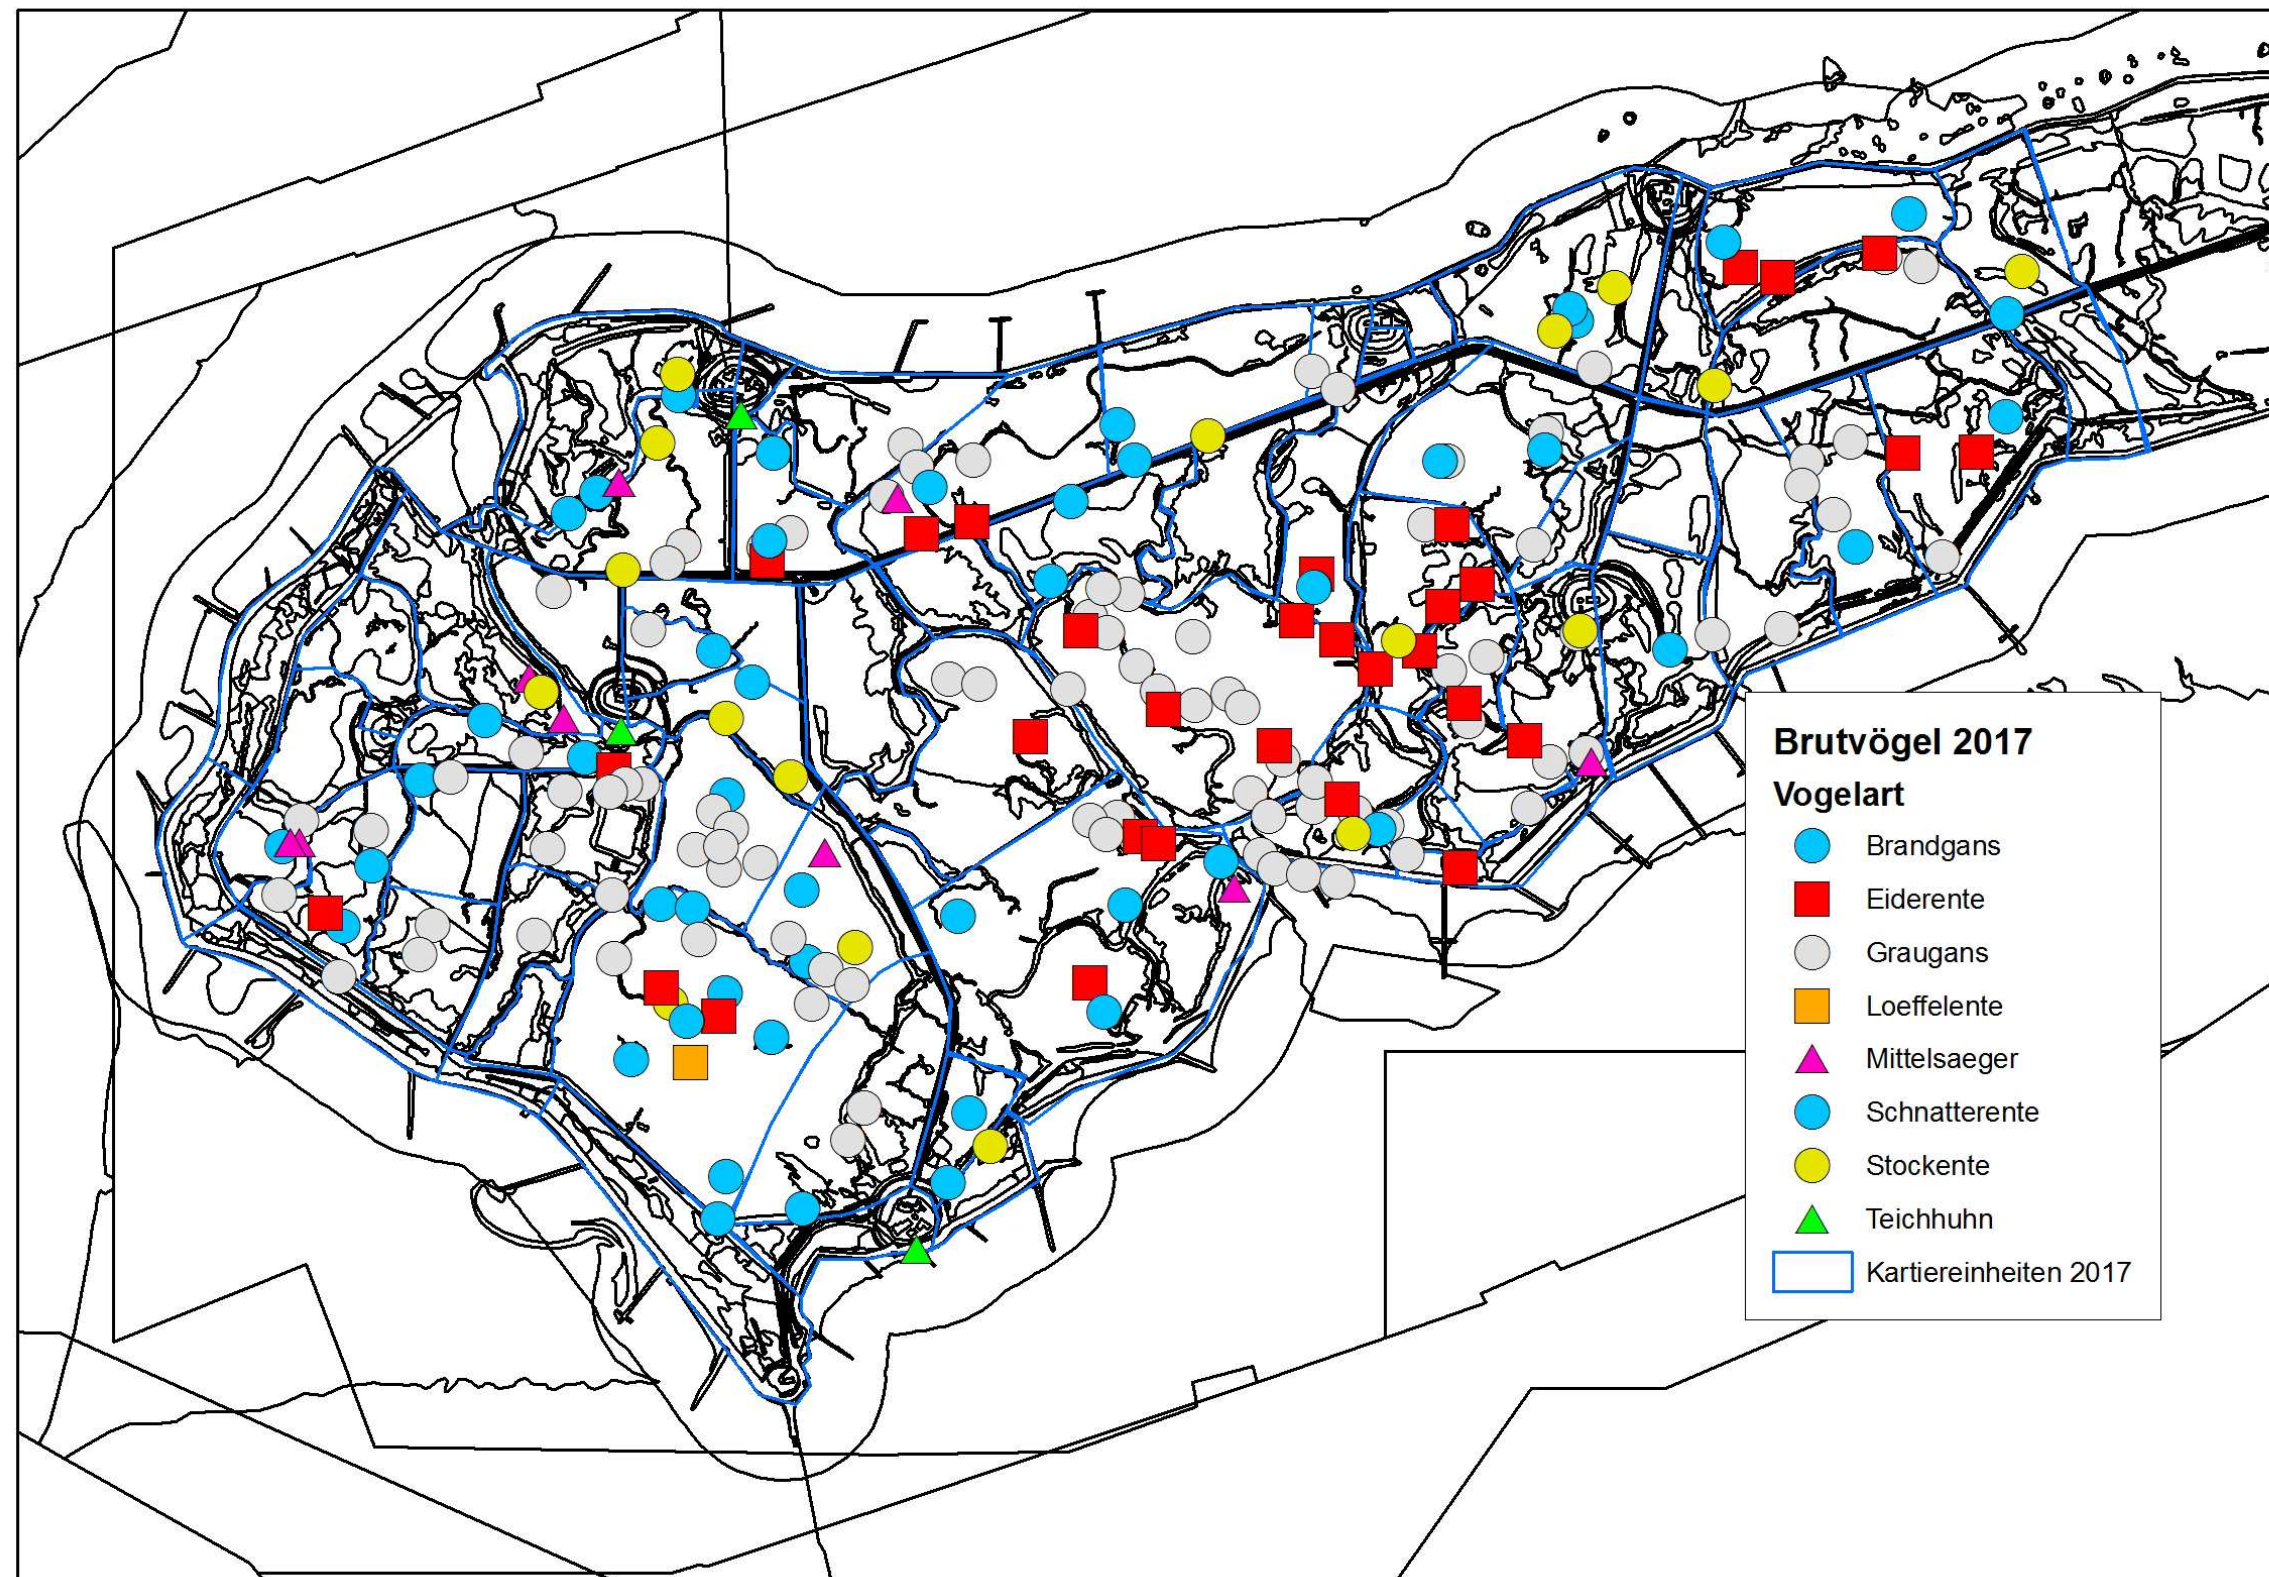 Brutvögel 2017
Vogelart
Brandgans
Eiderente
Graugans
Loeffelente
Mittelsaeger
Schnatterente
Stockente
Teichhuhn
Kartiereinheiten 2017